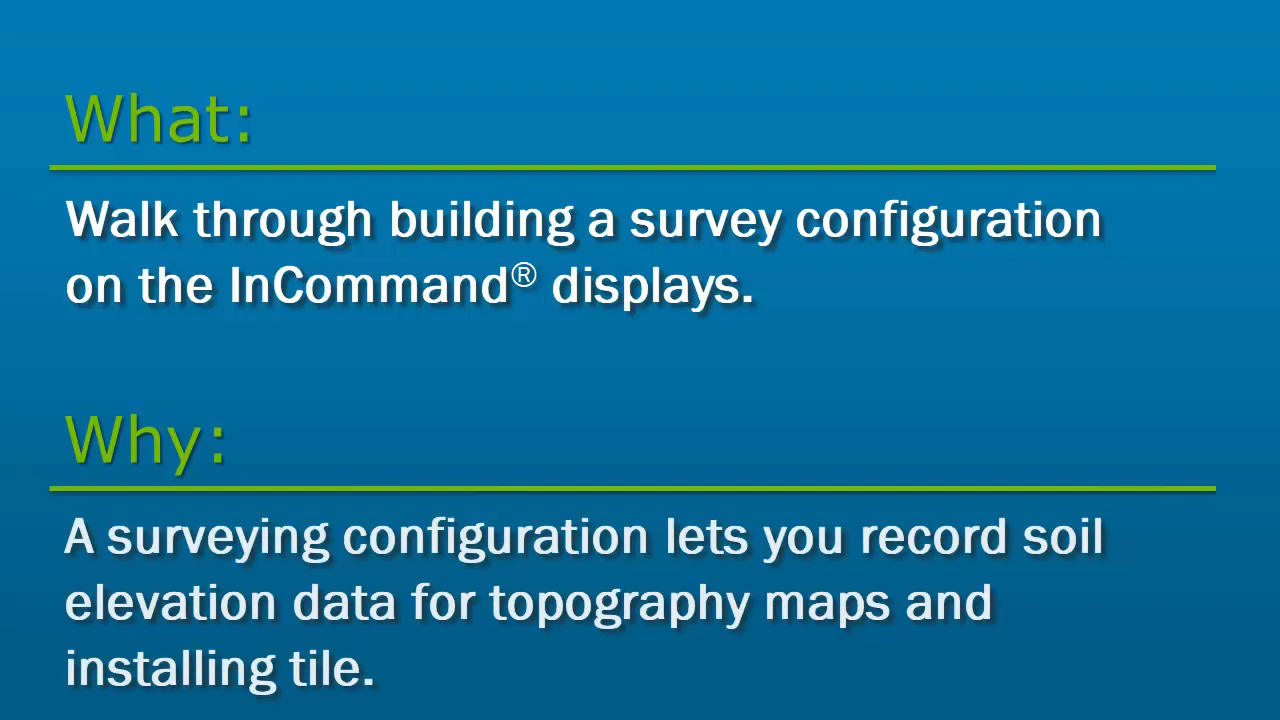 What:
Walk through building a survey configuration
on the InCommand® displays.
Why:
A surveying configuration lets you record soil
elevation data for topography maps and
installing tile.